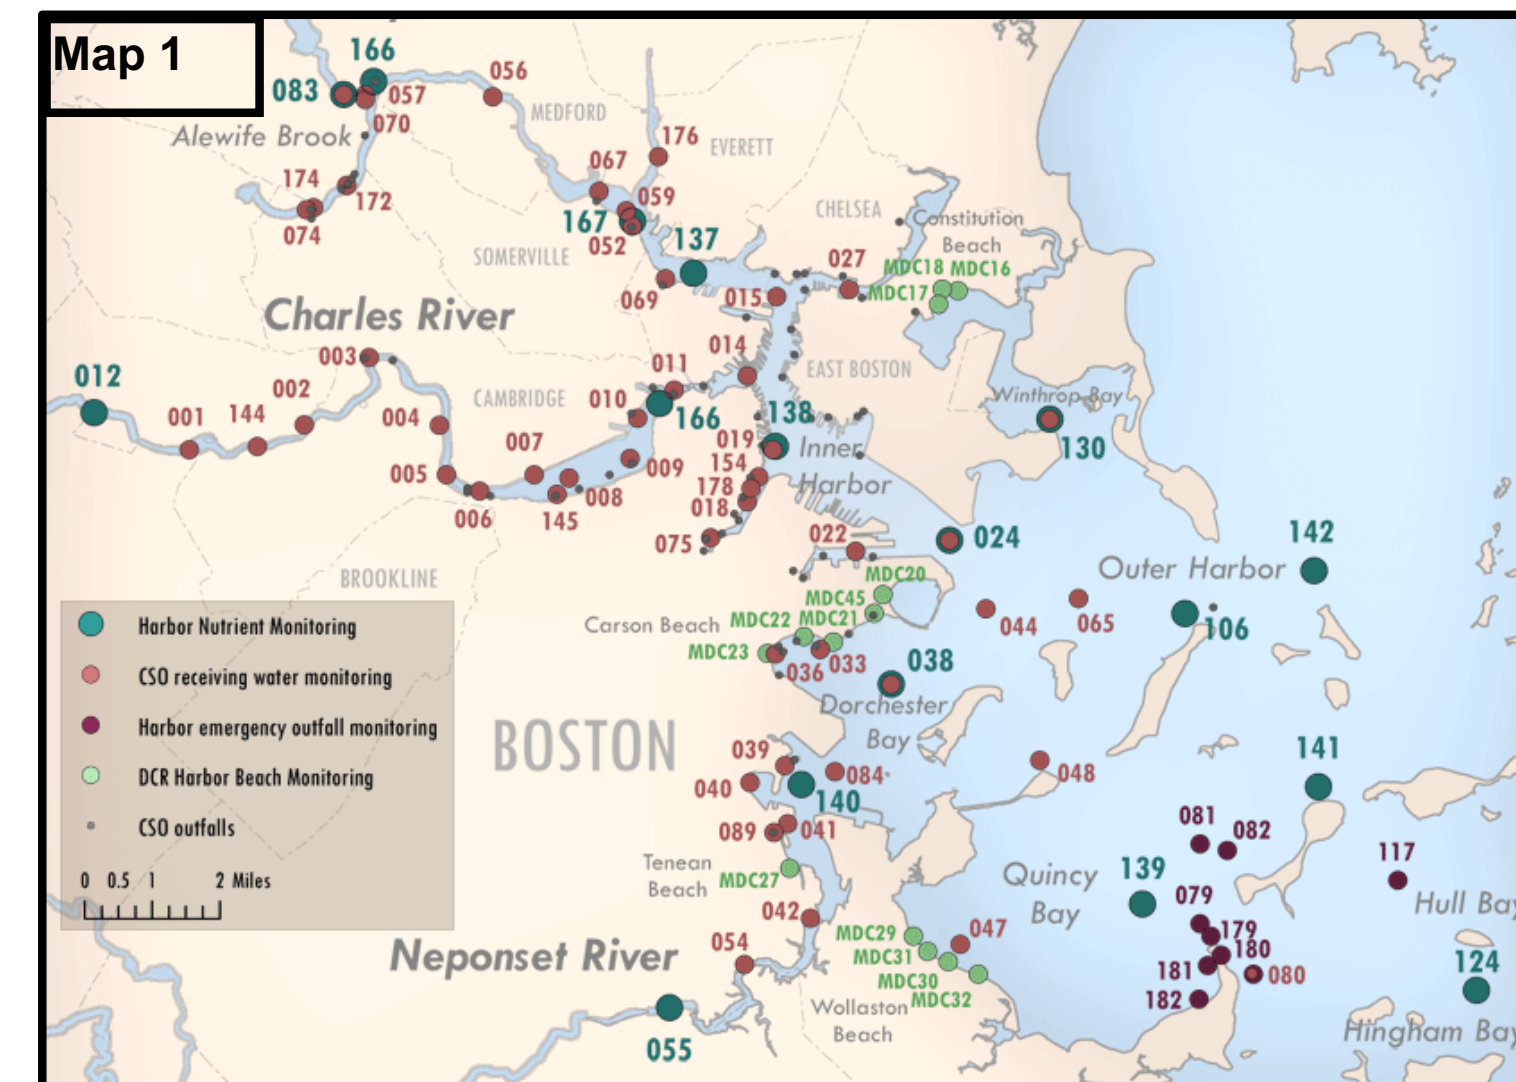 Map 1
166
056
083
057
MEDFORD
070
Alewife Brook
176
EVERETT
067
174
172
059
CHELSEA
Constitution
Beach
167
074
052
137
SOMERVILLE
027
MDC18 MDC16
MDC17
069
015
Charles River
014
003
011
EAST BOSTON
012
002
CAMBRIDGE
010
Winthrop Bay
001
144
004
166
138
130
007
019
Inner
Harbor
009
154
005
178
008
018
006
145
075
022
024
142
Outer Harbor
BROOKLINE
MDC20
MDC45
Carson Beach
MDC22
MDC21
044
065
106
MDC23
033
036
038
Dorchester
Bay
BOSTON
039
084
048
141
040
140
089
041
081
082
Tenean
Beach
MDC27
Quincy
Bay
139
117
079
Hull Bay
042
047
179
MDC29
054
MDC31
180
Neponset River
MDC30
181
080
124
MDC32
182
Wollaston
Beach
055
Hingham Bay
Harbor Nutrient Monitoring
CSO receiving water monitoring
Harbor emergency outfall monitoring
DCR Harbor Beach Monitoring
CSO outfalls
0 0.5 1 2 Miles